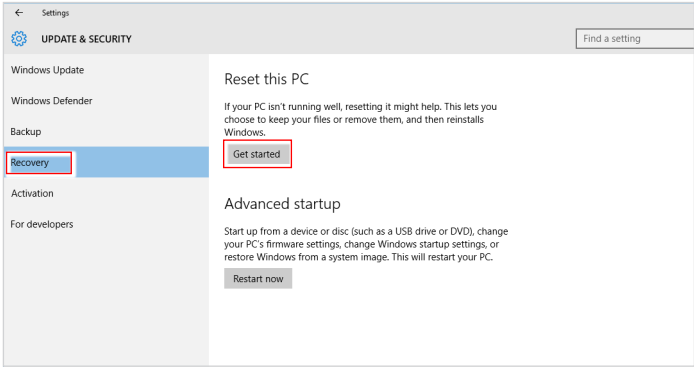 Settings
UPDATE & SECURITY
Find a setting
Windows Update
Windows Defender
Backup
Recovery
Activation
For developers
Reset this PC
If your PC isn't running well, resetting it might help. This lets you
choose to keep your files or remove them, and then reinstalls
Windows.
Get started
Advanced startup
Start up from a device or disc (such as a USB drive or DVD), change
your PC's firmware settings, change Windows startup settings, or
restore Windows from a system image. This will restart your PC.
Restart now